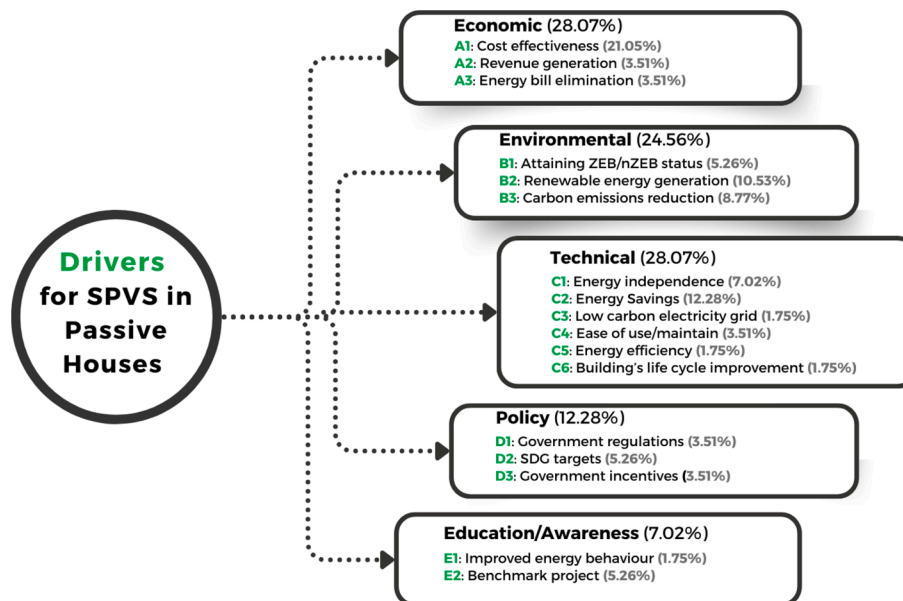 Drivers
for SPVS in
Passive
Houses
Economic (28.07%)
A1: Cost effectiveness (21.05%)
A2: Revenue generation (3.51%)
A3: Energy bill elimination (3.51%)
Environmental (24.56%)
B1: Attaining ZEB/nZEB status (5.26%)
B2: Renewable energy generation (10.53%)
B3: Carbon emissions reduction (8.77%)
Technical (28.07%)
C1: Energy independence (7.02%)
C2: Energy Savings (12.28%)
C3: Low carbon electricity grid (1.75%)
C4: Ease of use/maintain (3.51%)
C5: Energy efficiency (1.75%)
C6: Building's life cycle improvement (1.75%)
Policy (12.28%)
D1: Government regulations (3.51%)
D2: SDG targets (5.26%)
D3: Government incentives (3.51%)
Education/Awareness (7.02%)
E1: Improved energy behaviour (1.75%)
E2: Benchmark project (5.26%)